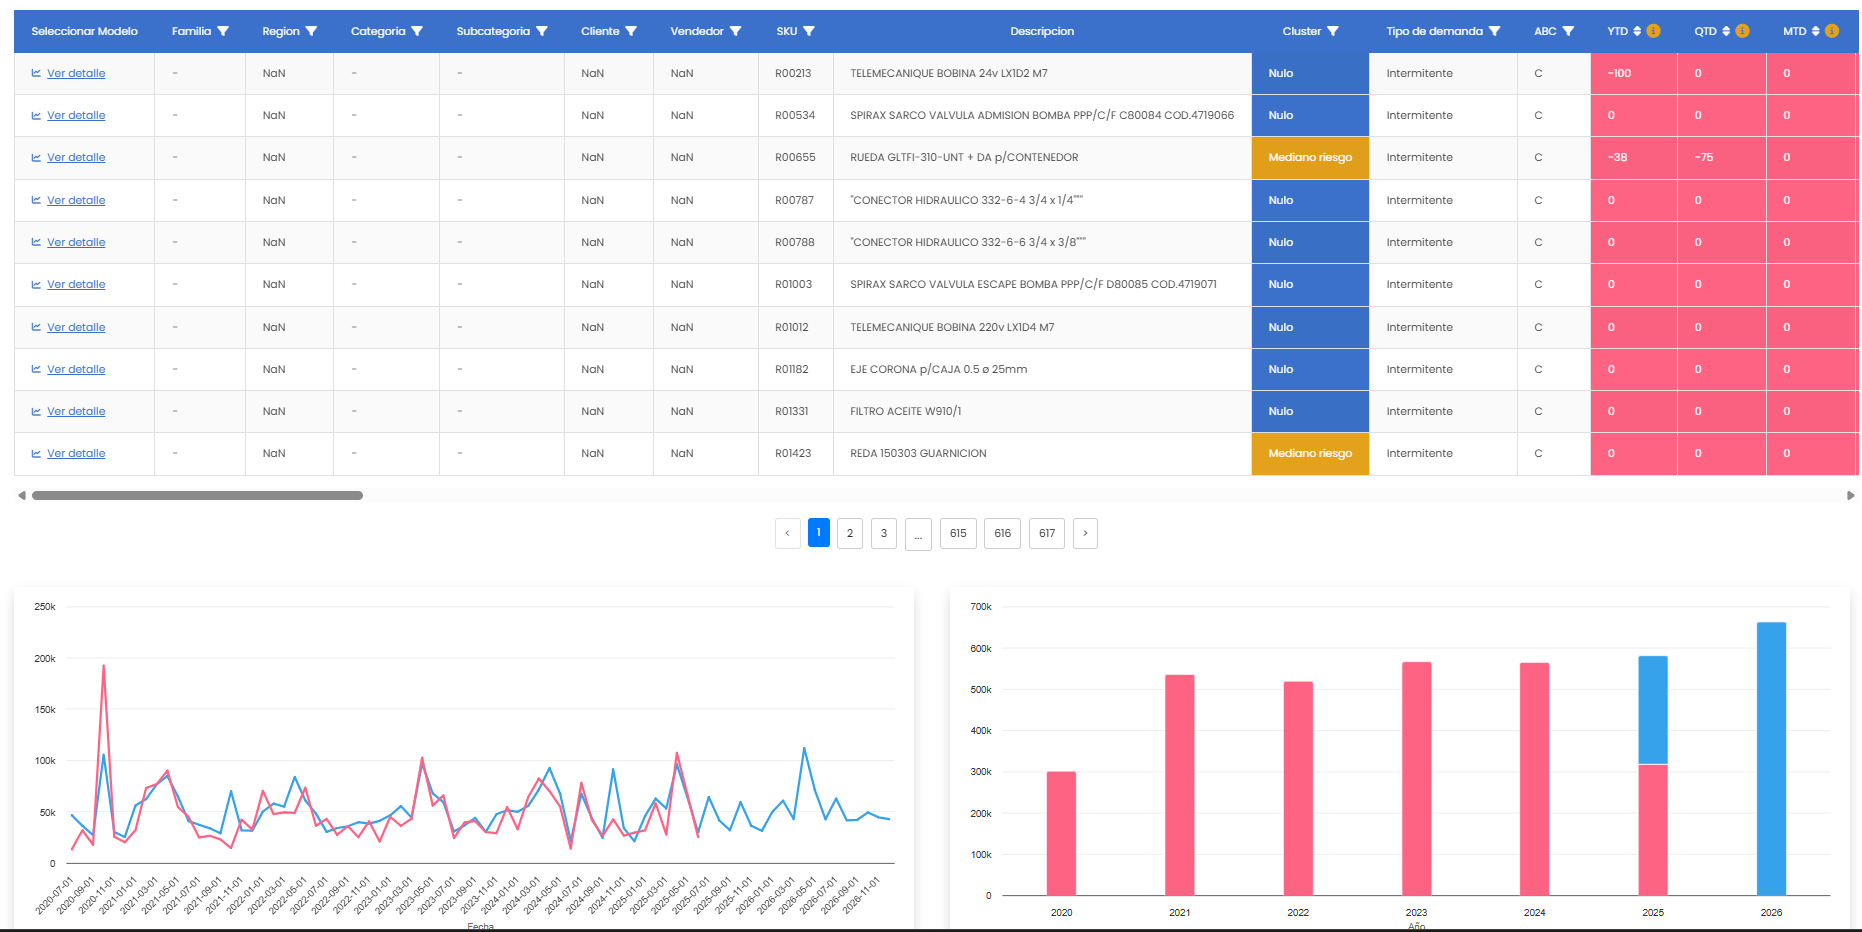 Seleccionar Modelo Familia Region Categoria Subcategoria Cliente Vendedor SKU Descripcion Cluster Tipo de demanda ABC YTD QTD MTD
Ver detalle - NaN - - NaN NaN R00213 TELEMECANIQUE BOBINA 24v LX1D2 M7 Nulo Intermitente C -100 0 0
Ver detalle - NaN - - NaN NaN R00534 SPIRAX SARCO VALVULA ADMISION BOMBA PPP/C/F C80084 COD.4719066 Nulo Intermitente C 0 0 0
Ver detalle - NaN - - NaN NaN R00655 RUEDA GLTFI-310-UNT + DA p/CONTENEDOR Mediano riesgo Intermitente C -38 -75 0
Ver detalle - NaN - - NaN NaN R00787 "CONECTOR HIDRAULICO 332-6-4 3/4 x 1/4""" Nulo Intermitente C 0 0 0
Ver detalle - NaN - - NaN NaN R00788 "CONECTOR HIDRAULICO 332-6-6 3/4 x 3/8""" Nulo Intermitente C 0 0 0
Ver detalle - NaN - - NaN NaN R01003 SPIRAX SARCO VALVULA ESCAPE BOMBA PPP/C/F D80085 COD.4719071 Nulo Intermitente C 0 0 0
Ver detalle - NaN - - NaN NaN R01012 TELEMECANIQUE BOBINA 220v LX1D4 M7 Nulo Intermitente C 0 0 0
Ver detalle - NaN - - NaN NaN R01182 EJE CORONA p/CAJA 0.5 ø 25mm Nulo Intermitente C 0 0 0
Ver detalle - NaN - - NaN NaN R01331 FILTRO ACEITE W910/1 Nulo Intermitente C 0 0 0
Ver detalle - NaN - - NaN NaN R01423 REDA 150303 GUARNICION Mediano riesgo Intermitente C 0 0 0
< 1 2 3 ... 615 616 617 >
250k
200k
150k
100k
50k
0
2020-07-01 2020-09-01 2020-11-01 2021-01-01 2021-03-01 2021-05-01 2021-07-01 2021-09-01 2021-11-01 2022-01-01 2022-03-01 2022-05-01 2022-07-01 2022-09-01 2022-11-01 2023-01-01 2023-03-01 2023-05-01 2023-07-01 2023-09-01 2023-11-01 2024-01-01 2024-03-01 2024-05-01 2024-07-01 2024-09-01 2024-11-01 2025-01-01 2025-03-01 2025-05-01 2025-07-01 2025-09-01 2025-11-01 2026-01-01 2026-03-01 2026-05-01 2026-07-01 2026-09-01 2026-11-01
Fecha
700k
600k
500k
400k
300k
200k
100k
0
2020 2021 2022 2023 2024 2025 2026
Año